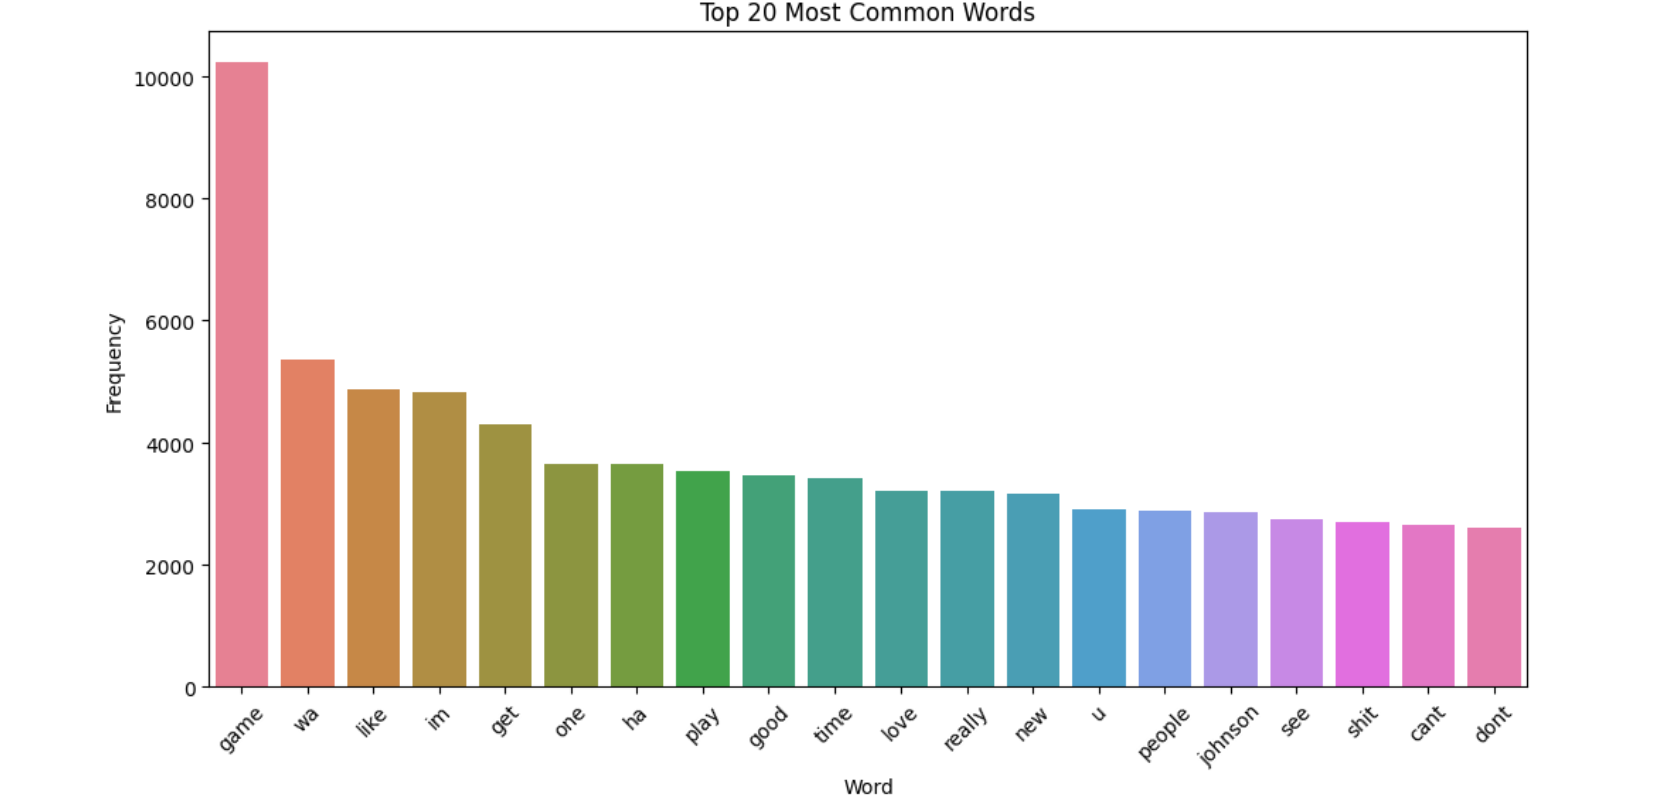 Top 20 Most Common Words
Frequency
10000
8000
6000
4000
2000
0
game wa like im get one ha play good time love really new u people johnson see shit cant dont
Word